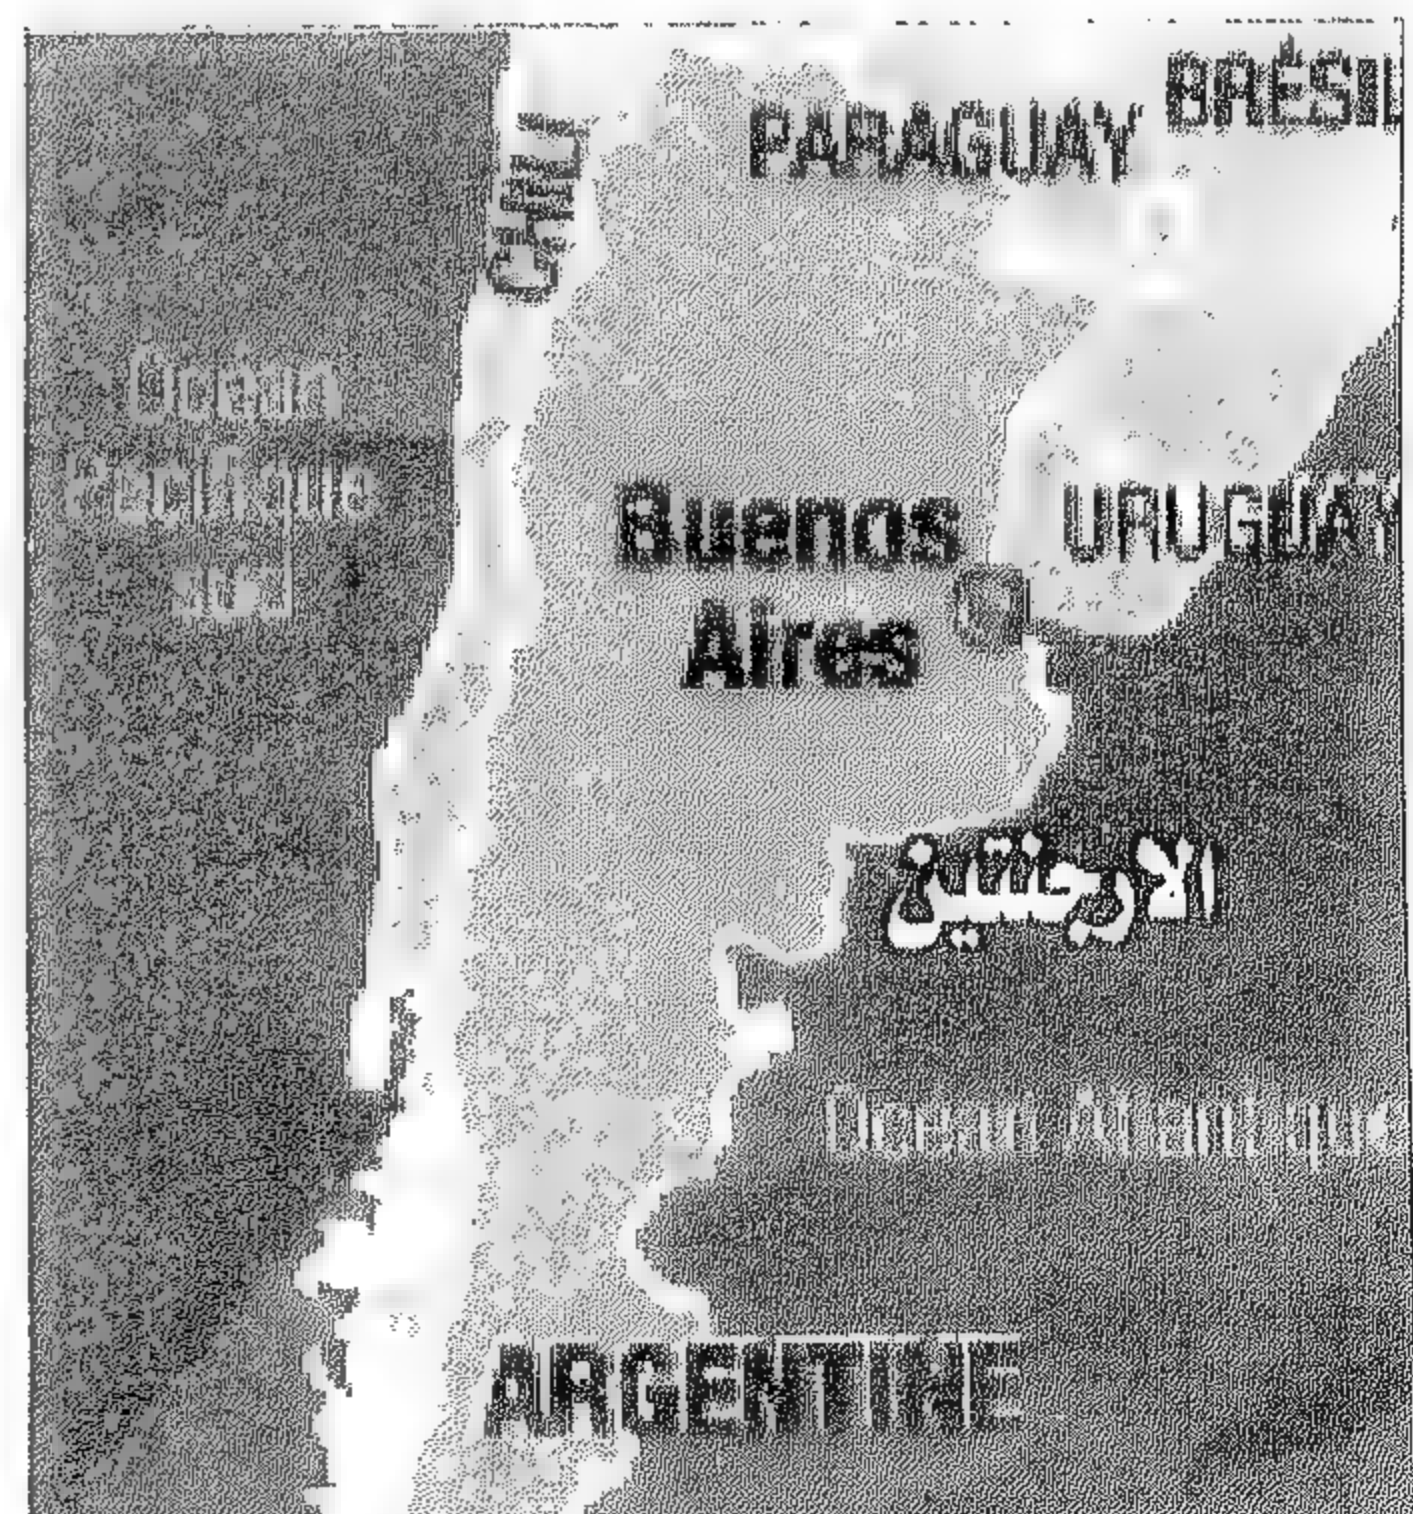 BRÉSIL
PARAGUAY
CHILI
Océan
Pacifique
sud
Buenos
Aires
URUGUAY
الارجنتين
Océan Atlantique
ARGENTINE